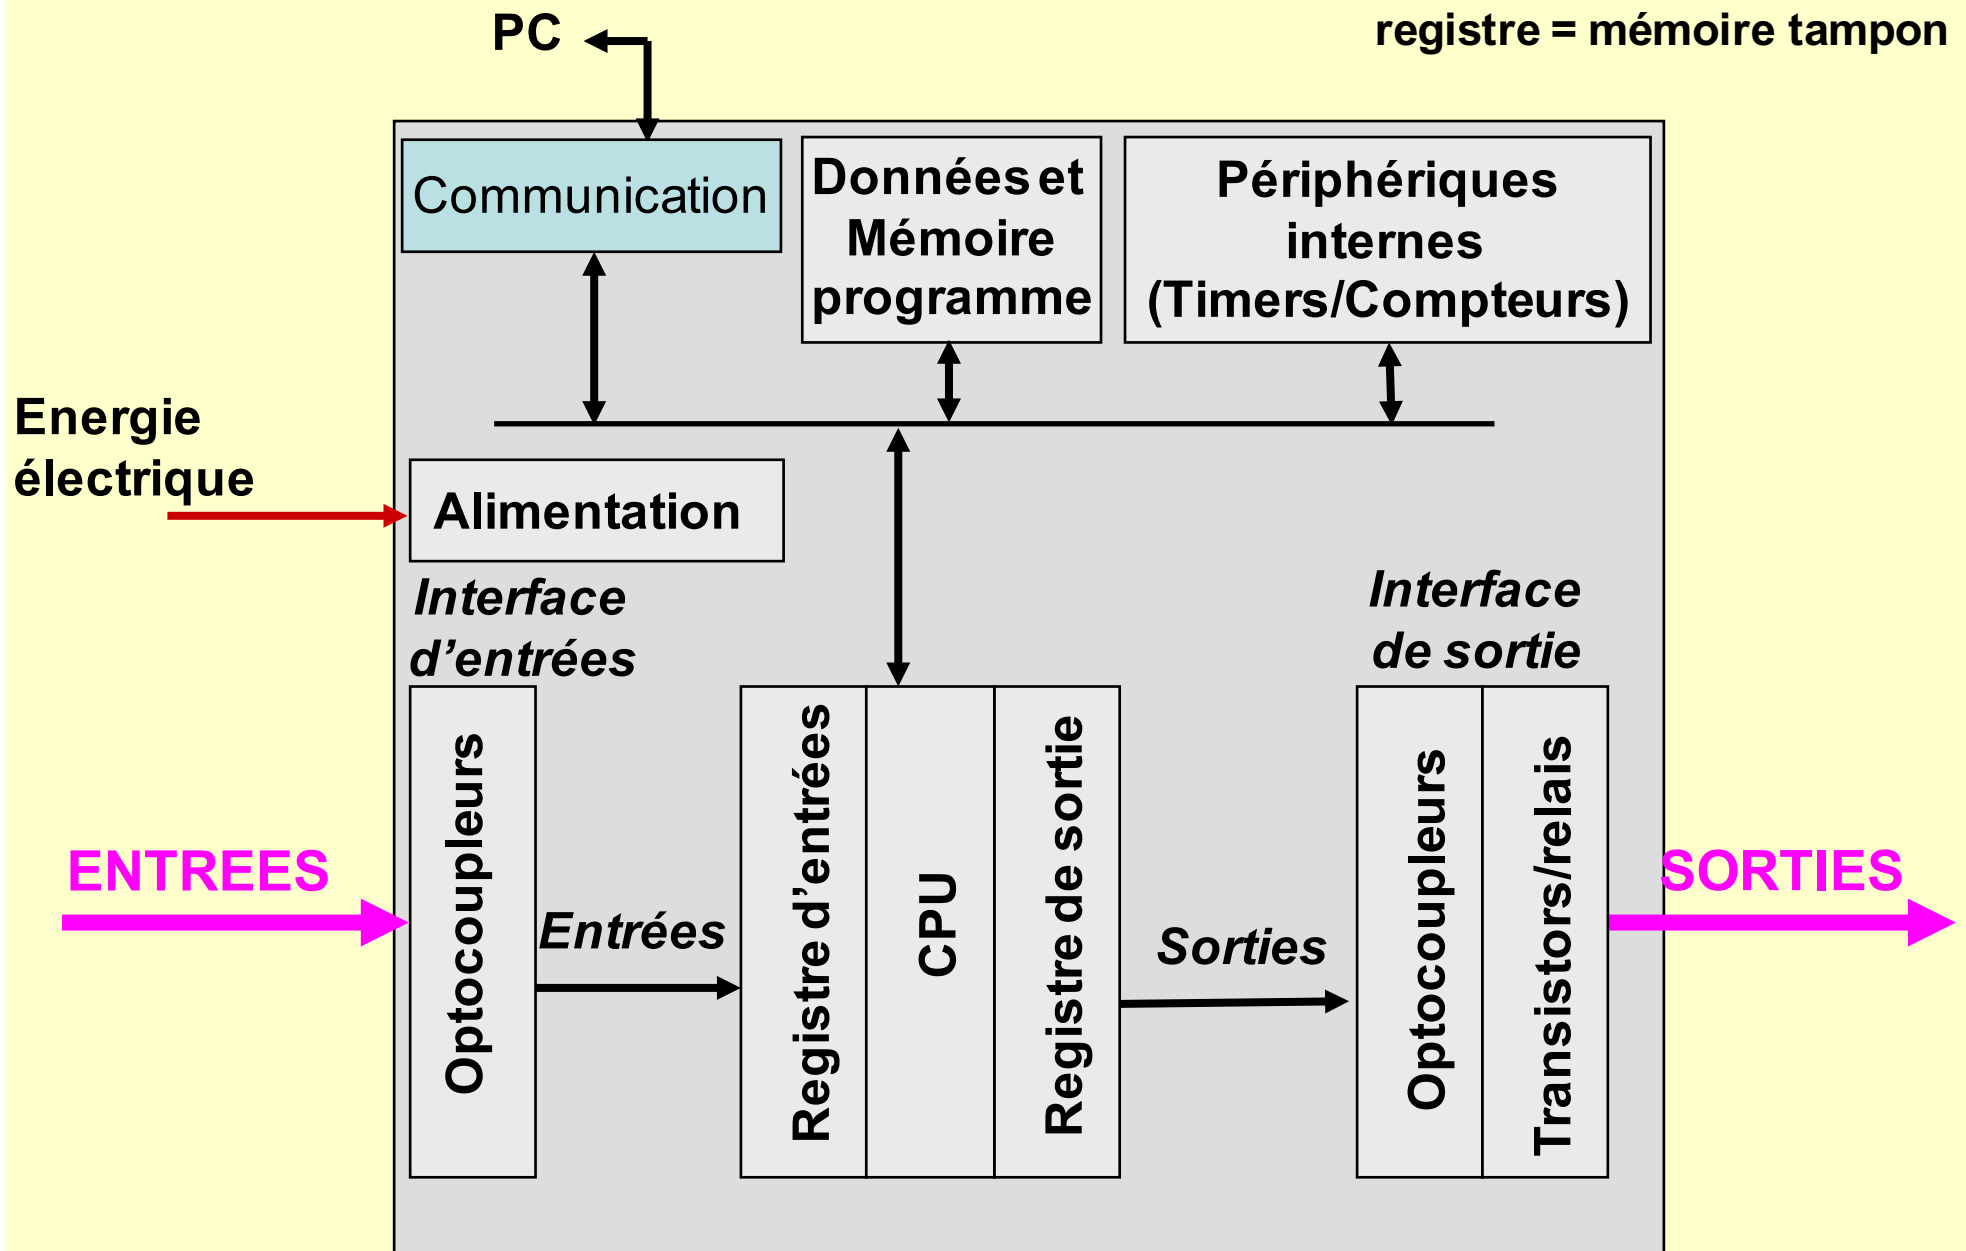 PC
registre = mémoire tampon
Communication
Données et
Mémoire
programme
Périphériques
internes
(Timers/Compteurs)
Energie
électrique
Alimentation
Interface
d’entrées
Interface
de sortie
ENTREES
Optocoupleurs
Entrées
Registre d’entrées
CPU
Registre de sortie
Sorties
Optocoupleurs
Transistors/relais
SORTIES